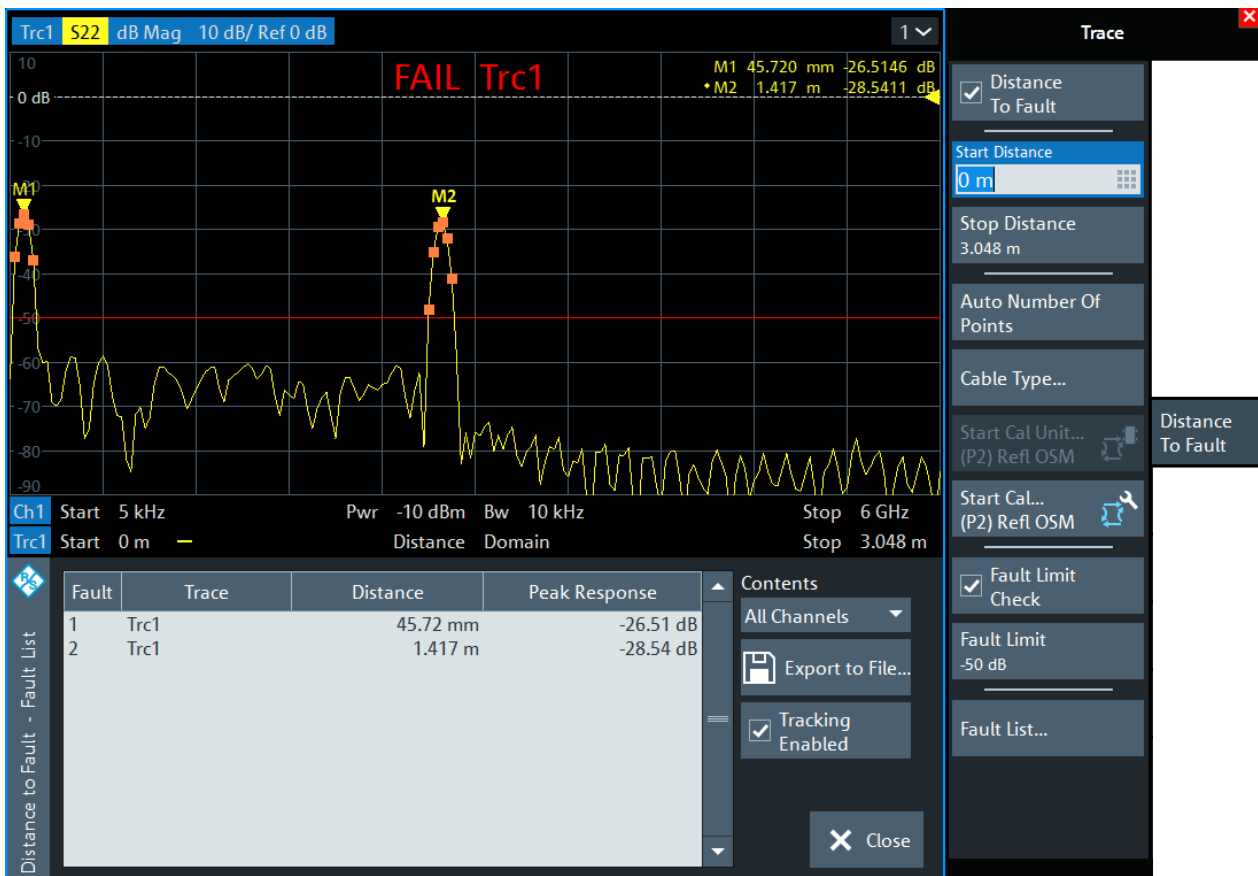 Trc1 S22 dB Mag 10 dB/ Ref 0 dB
1
Trace
10
FAIL Trc1
M1 45.720 mm -26.5146 dB
M2 1.417 m -28.5411 dB
0 dB
-10
-20
-30
-40
-50
-60
-70
-80
-90
M1
M2
Ch1 Start 5 kHz Pwr -10 dBm Bw 10 kHz Stop 6 GHz
Trc1 Start 0 m Distance Domain Stop 3.048 m
Distance to Fault - Fault List
R/S
Fault Trace Distance Peak Response
1 Trc1 45.72 mm -26.51 dB
2 Trc1 1.417 m -28.54 dB
Contents
All Channels
Export to File...
Tracking
Enabled
Close
Distance
To Fault
Start Distance
0 m
Stop Distance
3.048 m
Auto Number Of
Points
Cable Type...
Start Cal Unit...
(P2) Refl OSM
Start Cal...
(P2) Refl OSM
Fault Limit
Check
Fault Limit
-50 dB
Fault List...
Distance
To Fault